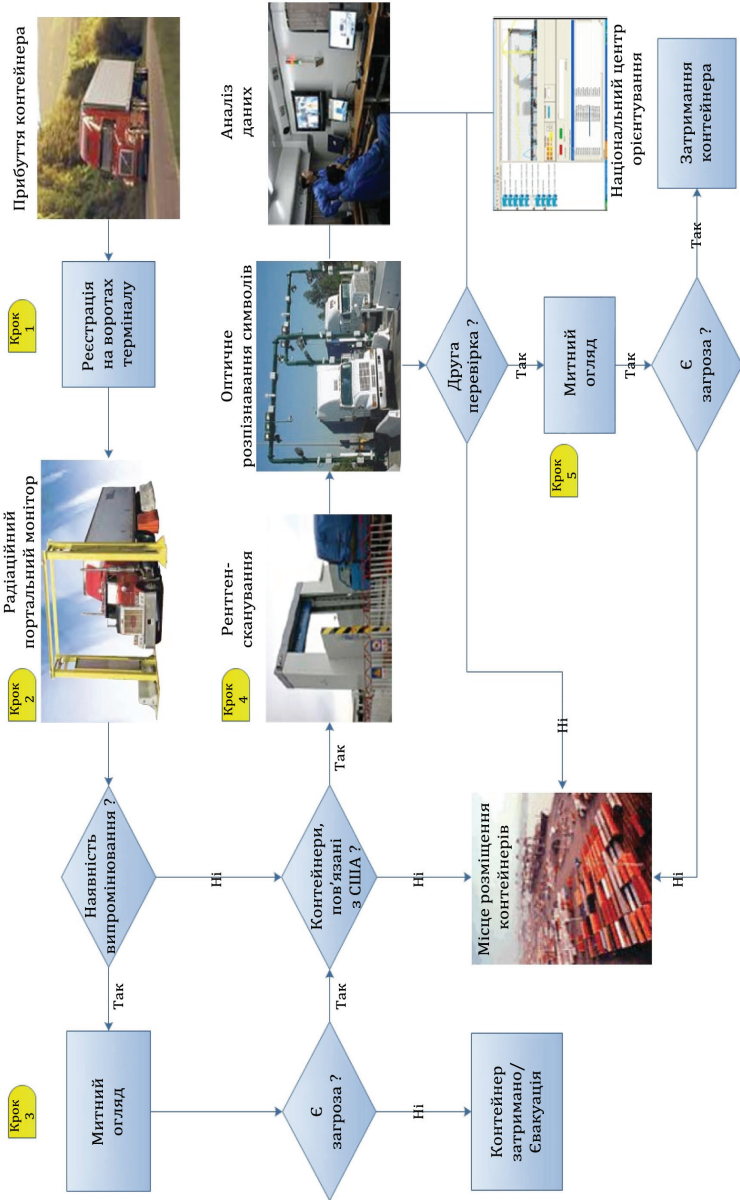 Прибуття контейнера
Крок
1
Реєстрація
на воротах
терміналу
Крок
2
Радіаційний
портальний монітор
Наявність
випромінювання ?
Так
Ні
Крок
3
Митний
огляд
Є
загроза ?
Так
Ні
Контейнер
затримано/
Євакуація
Контейнери,
пов’язані
з США ?
Так
Ні
Крок
4
Рентген-
сканування
Оптичне
розпізнавання символів
Аналіз
даних
Національний центр
орієнтування
Друга
перевірка ?
Так
Ні
Місце розміщення
контейнерів
Крок
5
Митний
огляд
Так
Є
загроза ?
Так
Ні
Затримання
контейнера